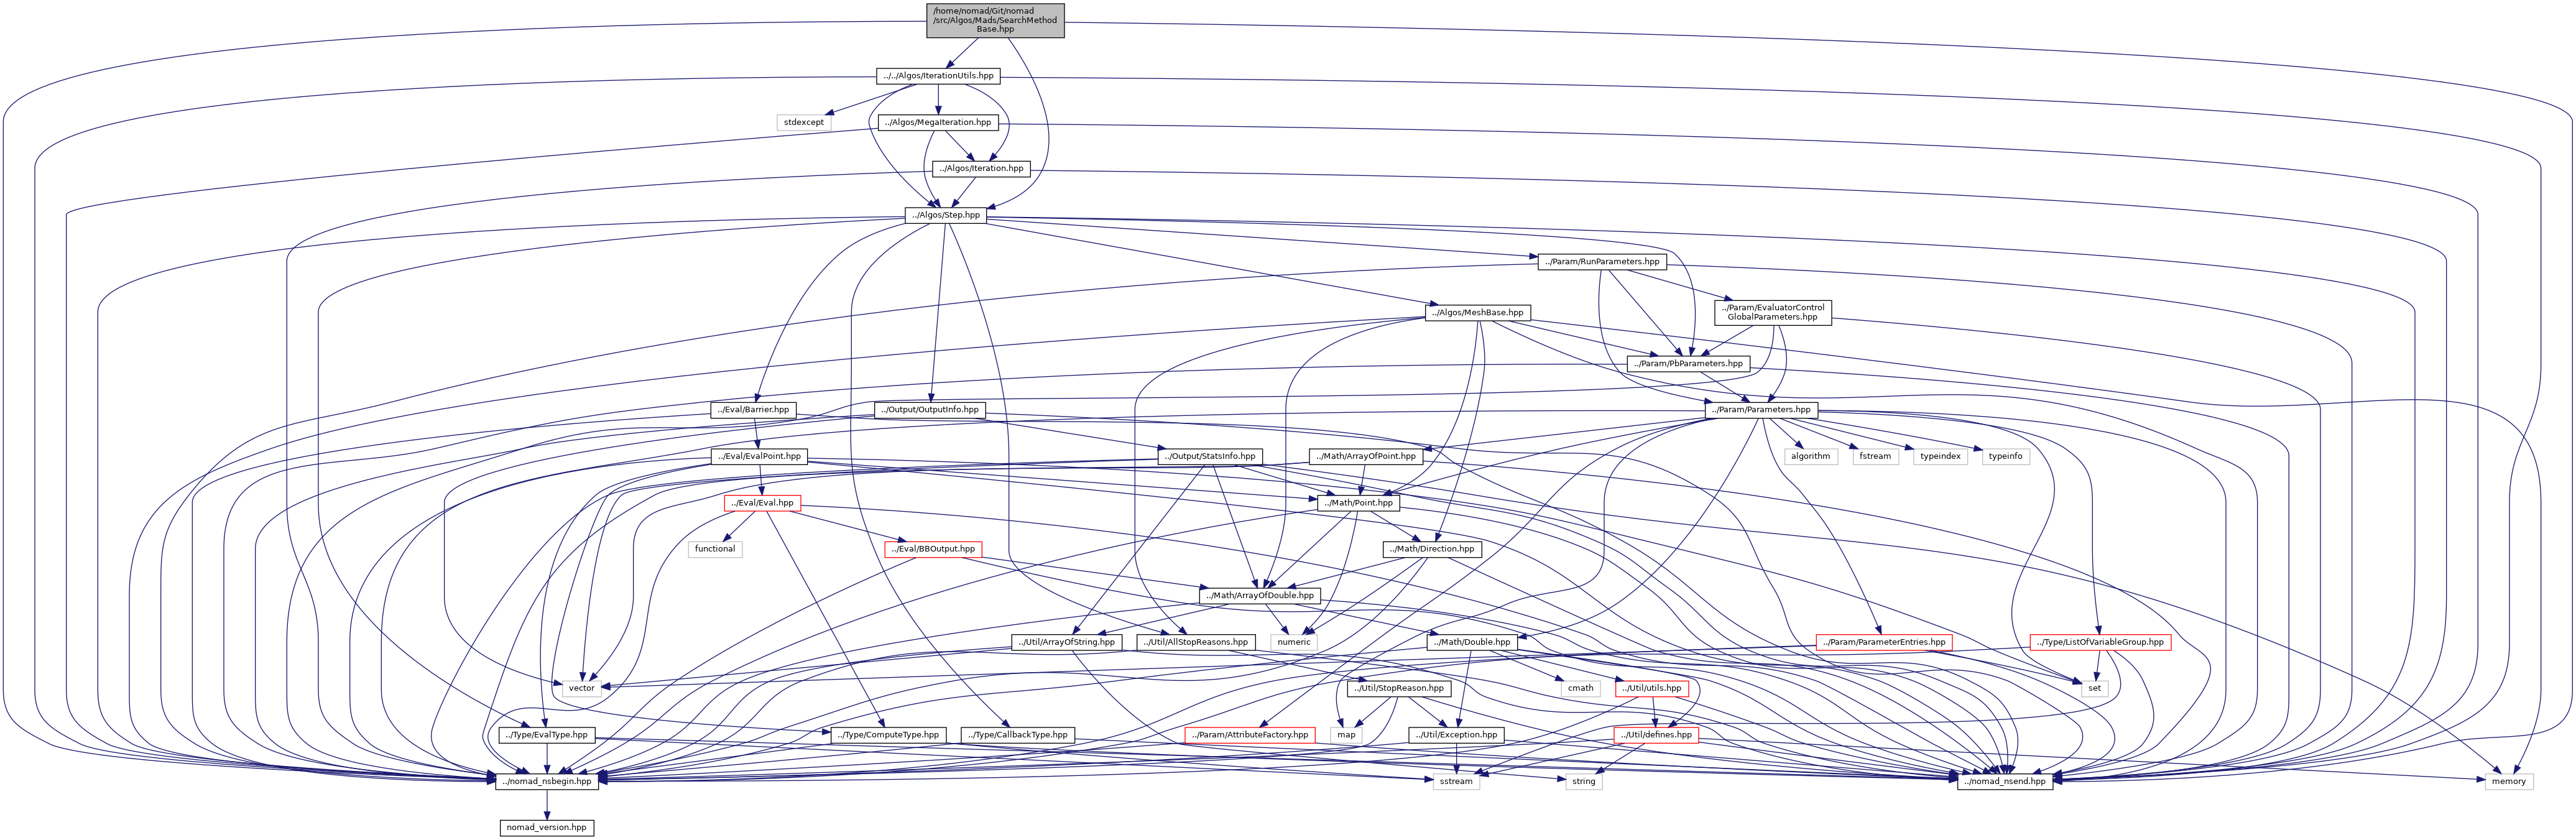 /home/nomad/Git/nomad
/src/Algos/Mads/SearchMethod
Base.hpp
../../Algos/IterationUtils.hpp
stdexcept
../Algos/MegaIteration.hpp
../Algos/Iteration.hpp
../Algos/Step.hpp
../Param/RunParameters.hpp
../Algos/MeshBase.hpp
../Param/EvaluatorControl
GlobalParameters.hpp
../Param/PbParameters.hpp
../Eval/Barrier.hpp
../Output/OutputInfo.hpp
../Param/Parameters.hpp
../Eval/EvalPoint.hpp
../Output/StatsInfo.hpp
../Math/ArrayOfPoint.hpp
algorithm
fstream
typeindex
typeinfo
../Eval/Eval.hpp
../Math/Point.hpp
functional
../Eval/BBOutput.hpp
../Math/Direction.hpp
../Math/ArrayOfDouble.hpp
../Util/ArrayOfString.hpp
../Util/AllStopReasons.hpp
numeric
../Math/Double.hpp
../Param/ParameterEntries.hpp
../Type/ListOfVariableGroup.hpp
vector
../Util/StopReason.hpp
cmath
../Util/utils.hpp
set
../Type/EvalType.hpp
../Type/ComputeType.hpp
../Type/CallbackType.hpp
../Param/AttributeFactory.hpp
map
../Util/Exception.hpp
../Util/defines.hpp
../nomad_nsbegin.hpp
sstream
string
../nomad_nsend.hpp
memory
nomad_version.hpp